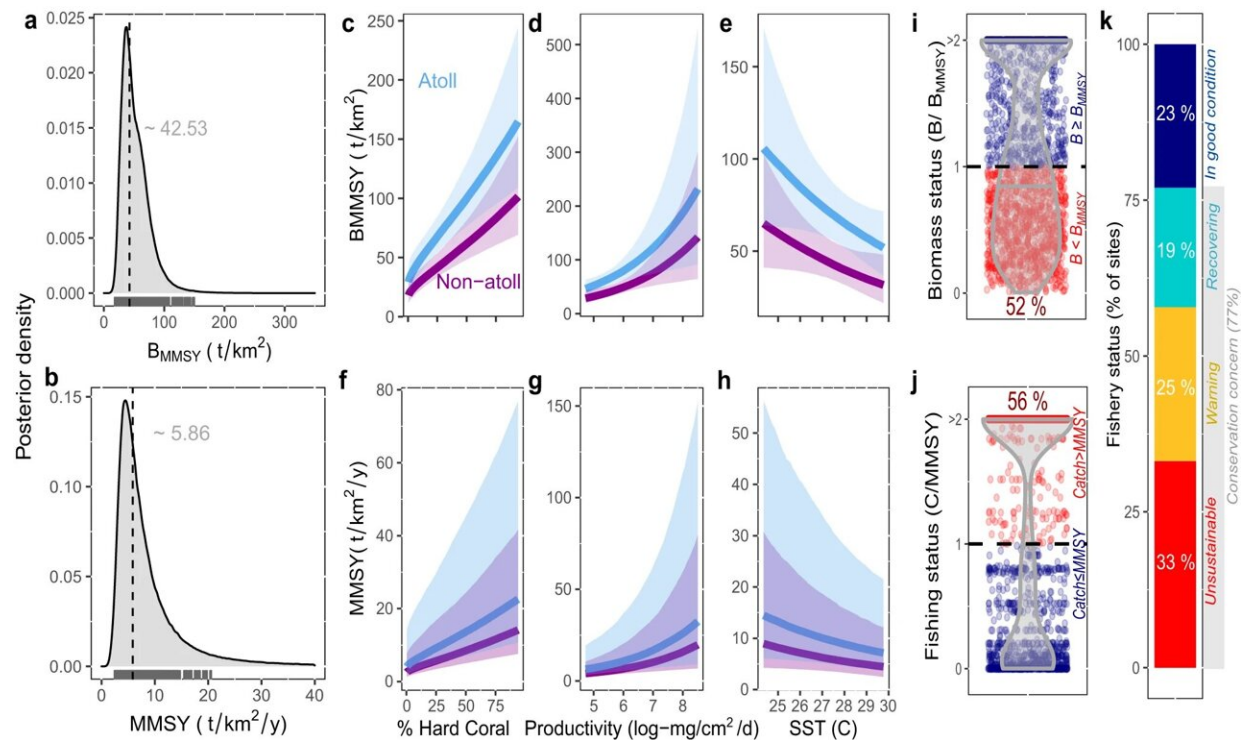 a
0.025
0.020
0.015
0.010
0.005
0.000
~ 42.53
0
100
200
300
B_MMSY ( t/km²)
Posterior density
b
0.15
0.10
0.05
0.00
~ 5.86
0
10
20
30
40
MMSY ( t/km²/y)
c
BMMSY ( t/km²)
250
200
150
100
50
0
Atoll
Non−atoll
d
500
400
300
200
100
0
e
150
100
50
f
MMSY( t/km²/y)
80
60
40
20
0
0
25
50
75
% Hard Coral
g
150
100
50
0
5
6
7
8
Productivity (log−mg/cm²/d)
h
50
40
30
20
10
0
25
26
27
28
29
30
SST (C)
i
Biomass status (B/ B_MMSY)
>2
1
0
B ≥ B_MMSY
B < B_MMSY
52 %
j
Fishing status (C/MMSY)
>2
1
0
56 %
Catch>MMSY
Catch≤MMSY
k
Fishery status (% of sites)
100
75
50
25
0
23 %
19 %
25 %
33 %
In good condition
Recovering
Warning
Unsustainable
Conservation concern (77%)